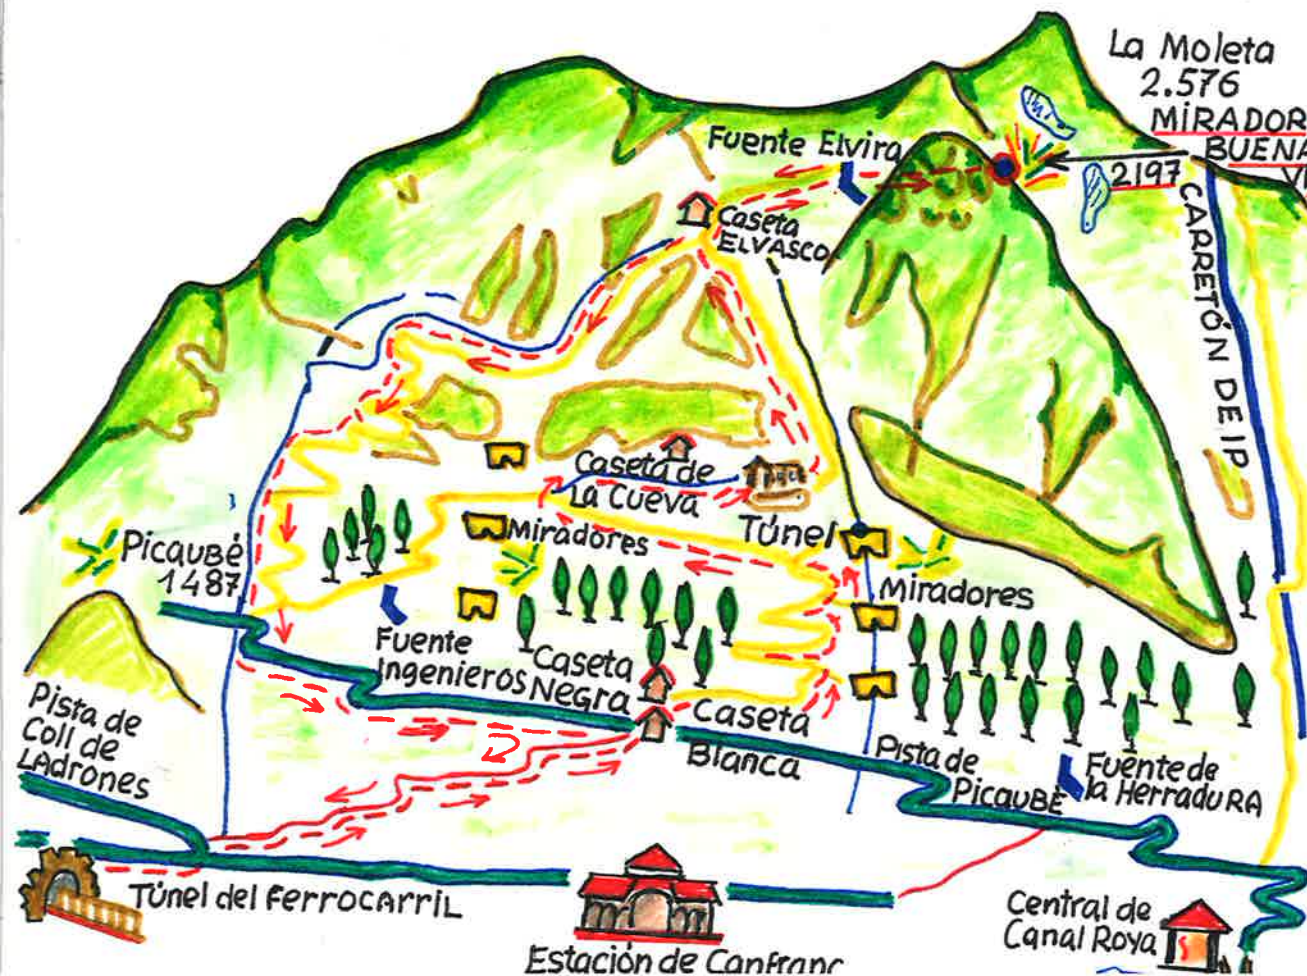 La Moleta
2.576
MIRADOR
BUENA
2197
Fuente Elvira
Caseta
ELVASCO
CARRETÓN DE IP
Caseta de
La Cueva
Túnel
Miradores
Picaubé
1487
Miradores
Fuente
Ingenieros
Caseta
Negra
Caseta
Blanca
Pista de
Coll de
LAdrones
Pista de
Picaubé
Fuente de
la HerraduRA
Túnel del FeRROCARRiL
Estación de Canfranc
Central de
Canal Roya